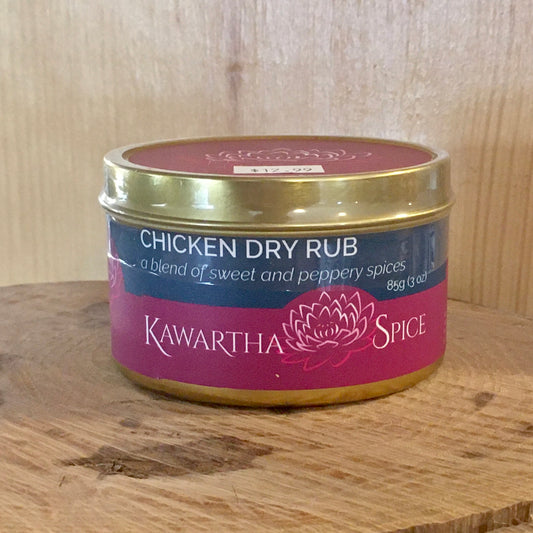 $12.99
CHICKEN DRY RUB
a blend of sweet and peppery spices
85g (3 oz)
KAWARTHA SPICE